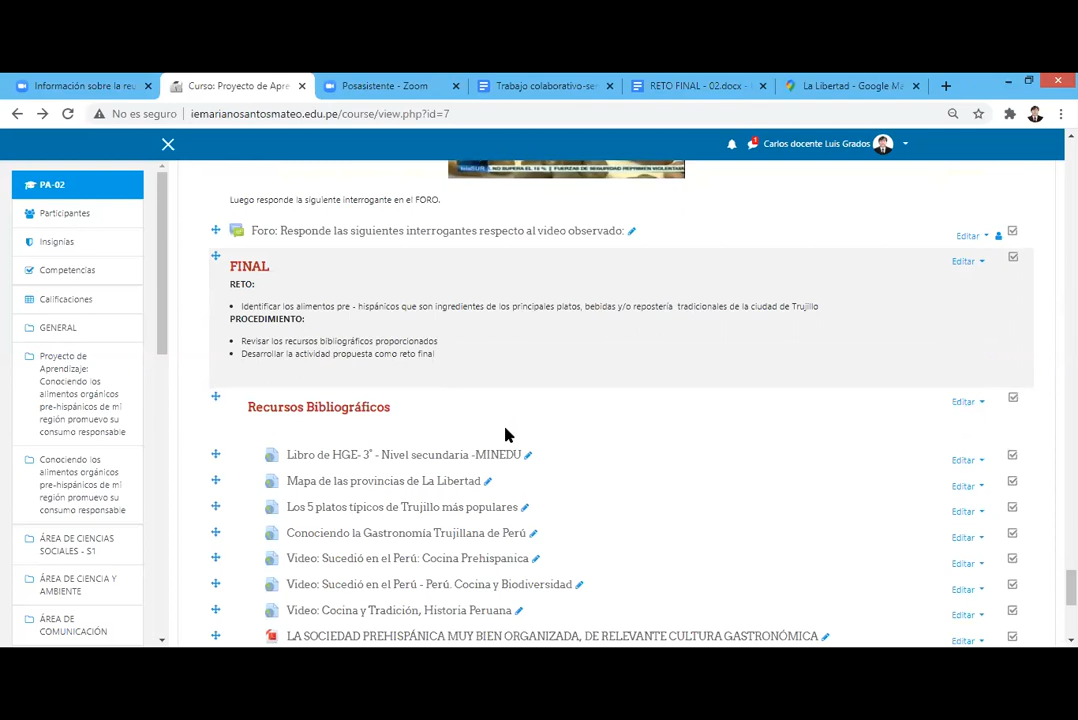 Información sobre la reu
Curso: Proyecto de Apre
Posasistente - Zoom
Trabajo colaborativo-se
RETO FINAL - 02.docx -
La Libertad - Google Ma
No es seguro
iemarianosantosmateo.edu.pe/course/view.php?id=7
Carlos docente Luis Grados
PA-02
Participantes
Insignias
Competencias
Calificaciones
GENERAL
Proyecto de
Aprendizaje:
Conociendo los
alimentos orgánicos
pre-hispánicos de mi
región promuevo su
consumo responsable
Conociendo los
alimentos orgánicos
pre-hispánicos de mi
región promuevo su
consumo responsable
ÁREA DE CIENCIAS
SOCIALES - S1
ÁREA DE CIENCIA Y
AMBIENTE
ÁREA DE
COMUNICACIÓN
NO SUPERA EL 15 % | FUERZAS DE SEGURIDAD REPRIMEN VIOLENTAM
Luego responde la siguiente interrogante en el FORO.
Foro: Responde las siguientes interrogantes respecto al video observado:
Editar
FINAL
Editar
RETO:
Identificar los alimentos pre - hispánicos que son ingredientes de los principales platos, bebidas y/o repostería tradicionales de la ciudad de Trujillo
PROCEDIMIENTO:
Revisar los recursos bibliográficos proporcionados
Desarrollar la actividad propuesta como reto final
Recursos Bibliográficos
Editar
Libro de HGE- 3° - Nivel secundaria -MINEDU
Editar
Mapa de las provincias de La Libertad
Editar
Los 5 platos típicos de Trujillo más populares
Editar
Conociendo la Gastronomía Trujillana de Perú
Editar
Video: Sucedió en el Perú: Cocina Prehispanica
Editar
Video: Sucedió en el Perú - Perú. Cocina y Biodiversidad
Editar
Video: Cocina y Tradición, Historia Peruana
Editar
LA SOCIEDAD PREHISPÁNICA MUY BIEN ORGANIZADA, DE RELEVANTE CULTURA GASTRONÓMICA
Editar